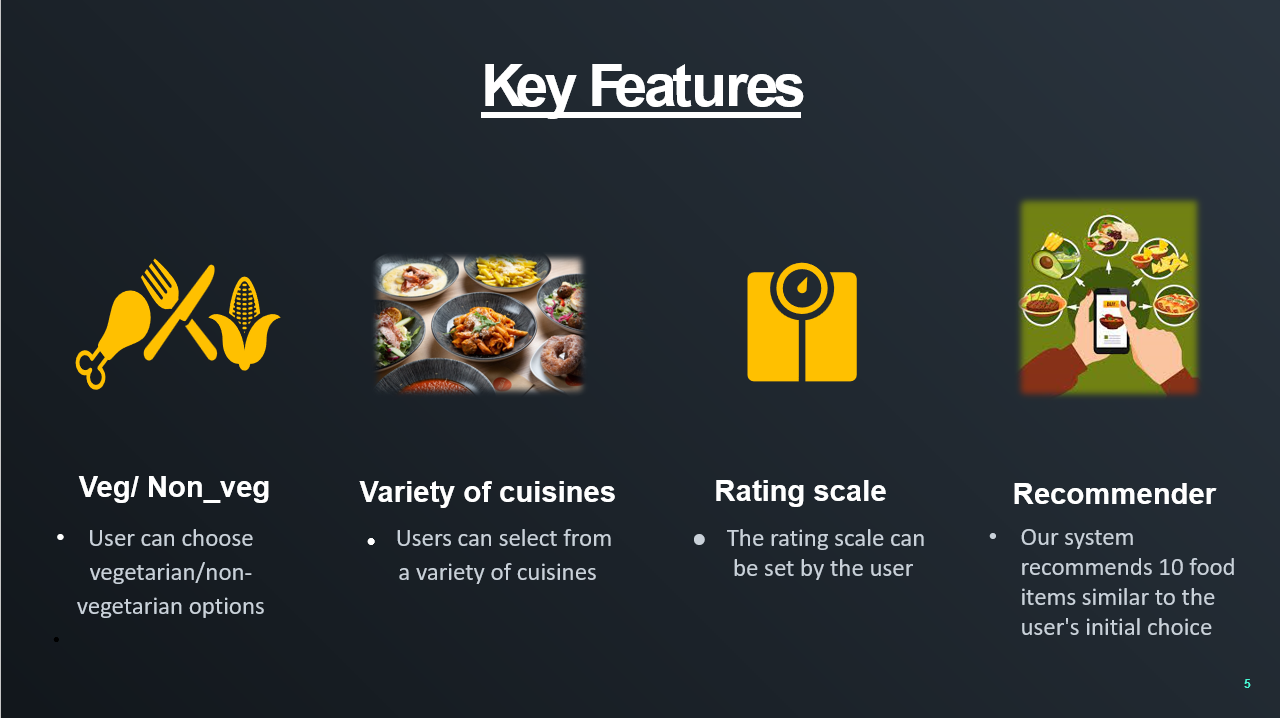 Key Features
Veg/ Non_veg
• User can choose
vegetarian/non-
vegetarian options
•
Variety of cuisines
• Users can select from
a variety of cuisines
Rating scale
• The rating scale can
be set by the user
Recommender
• Our system
recommends 10 food
items similar to the
user's initial choice
5